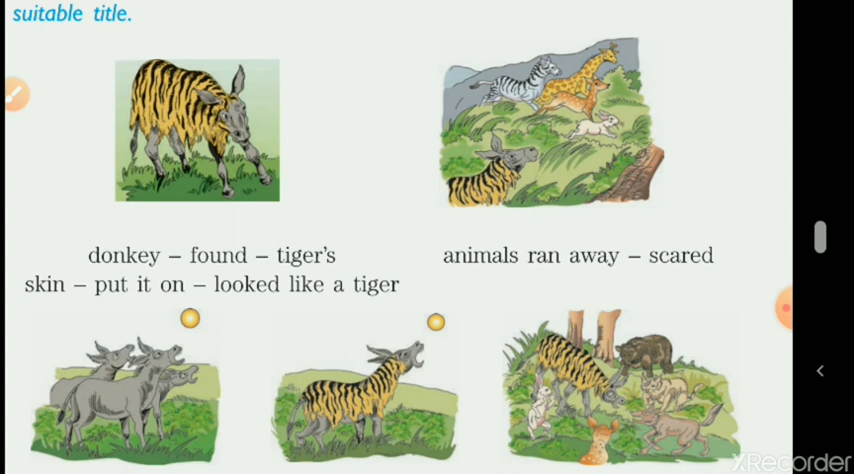 suitable title.
donkey – found – tiger's
skin – put it on – looked like a tiger
animals ran away – scared
XRecorder